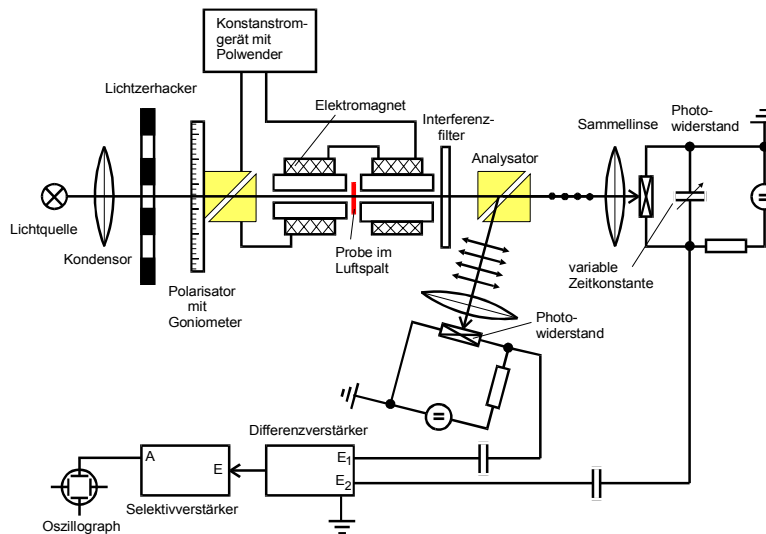 Konstanstrom-
gerät mit
Polwender
Lichtzerhacker
Elektromagnet
Interferenz-
filter
Analysator
Sammellinse
Photo-
widerstand
Lichtquelle
Kondensor
Polarisator
mit
Goniometer
Probe im
Luftspalt
variable
Zeitkonstante
Photo-
widerstand
Differenzverstärker
A
E
E1
E2
Selektivverstärker
Oszillograph